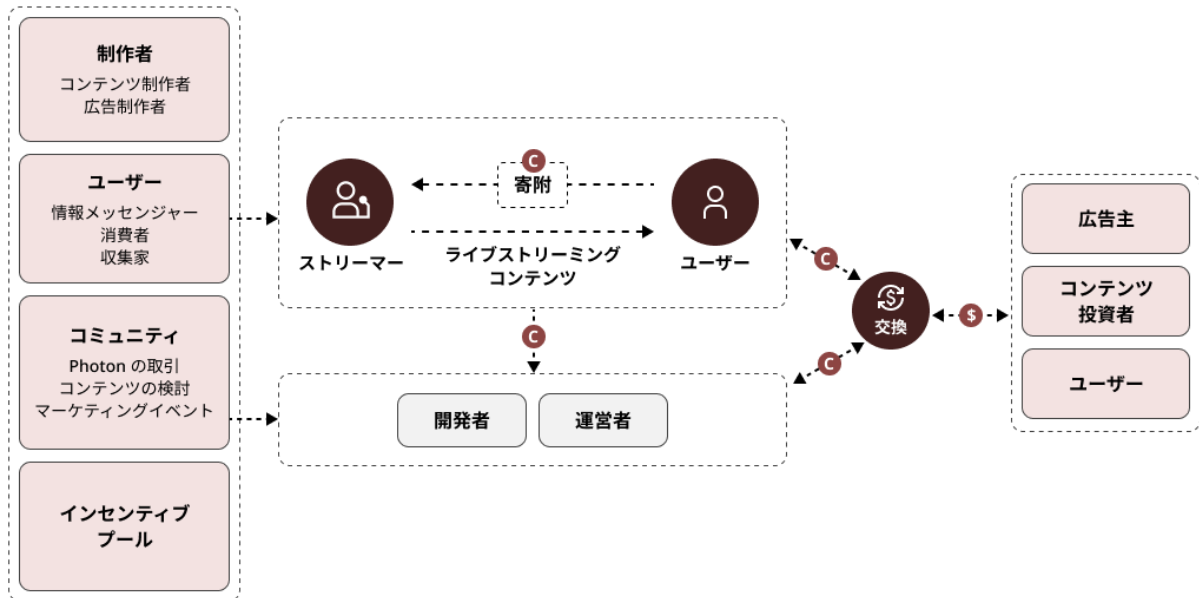 制作者
コンテンツ制作者
広告制作者
ユーザー
情報メッセンジャー
消費者
収集家
コミュニティ
Photon の取引
コンテンツの検討
マーケティングイベント
インセンティブ
プール
C
寄附
ストリーマー
ライブストリーミング
コンテンツ
ユーザー
C
開発者
運営者
C
C
$
交換
$
広告主
コンテンツ
投資者
ユーザー